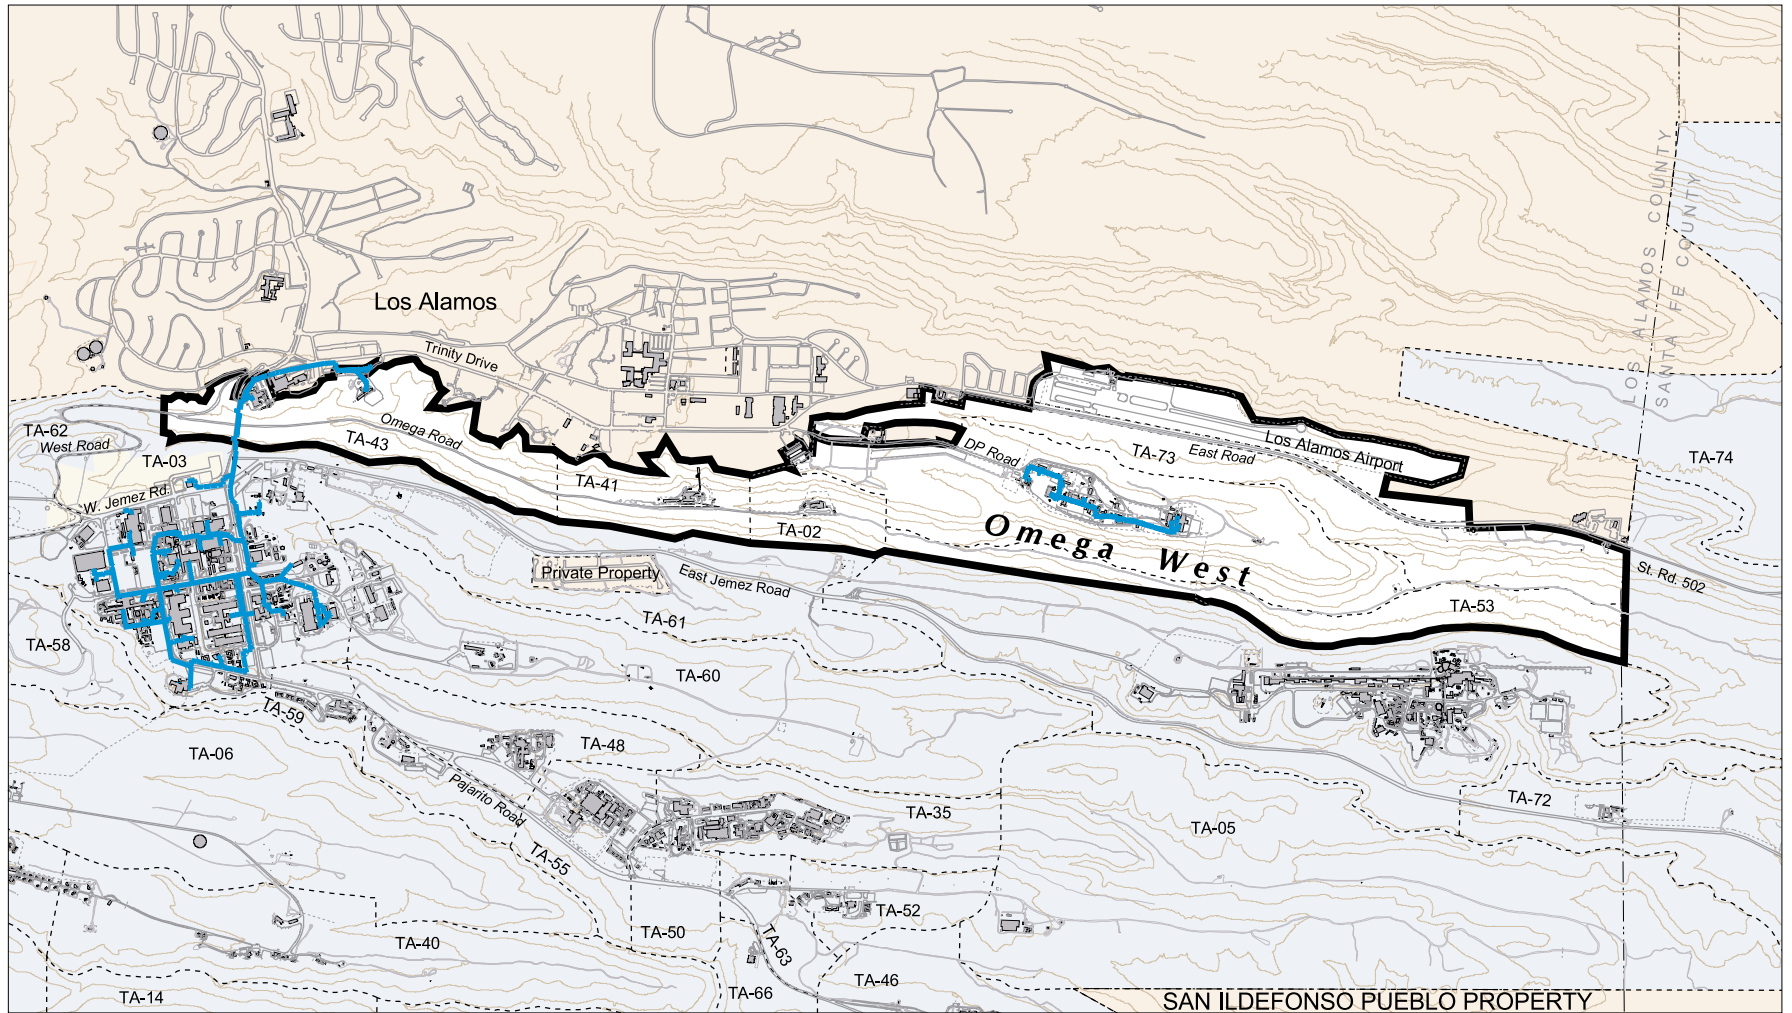 LOS ALAMOS COUNTY
SANTA FE COUNTY
Los Alamos
Trinity Drive
TA-62
West Road
TA-03
TA-43
Omega Road
TA-41
DP Road
TA-73
East Road
Los Alamos Airport
TA-74
W. Jemez Rd.
TA-02
Omega West
Private Property
East Jemez Road
St. Rd. 502
TA-53
TA-61
TA-58
TA-60
TA-59
TA-06
TA-48
Pajarito Road
TA-35
TA-72
TA-05
TA-55
TA-52
TA-40
TA-50
TA-63
TA-46
TA-14
TA-66
SAN ILDEFONSO PUEBLO PROPERTY